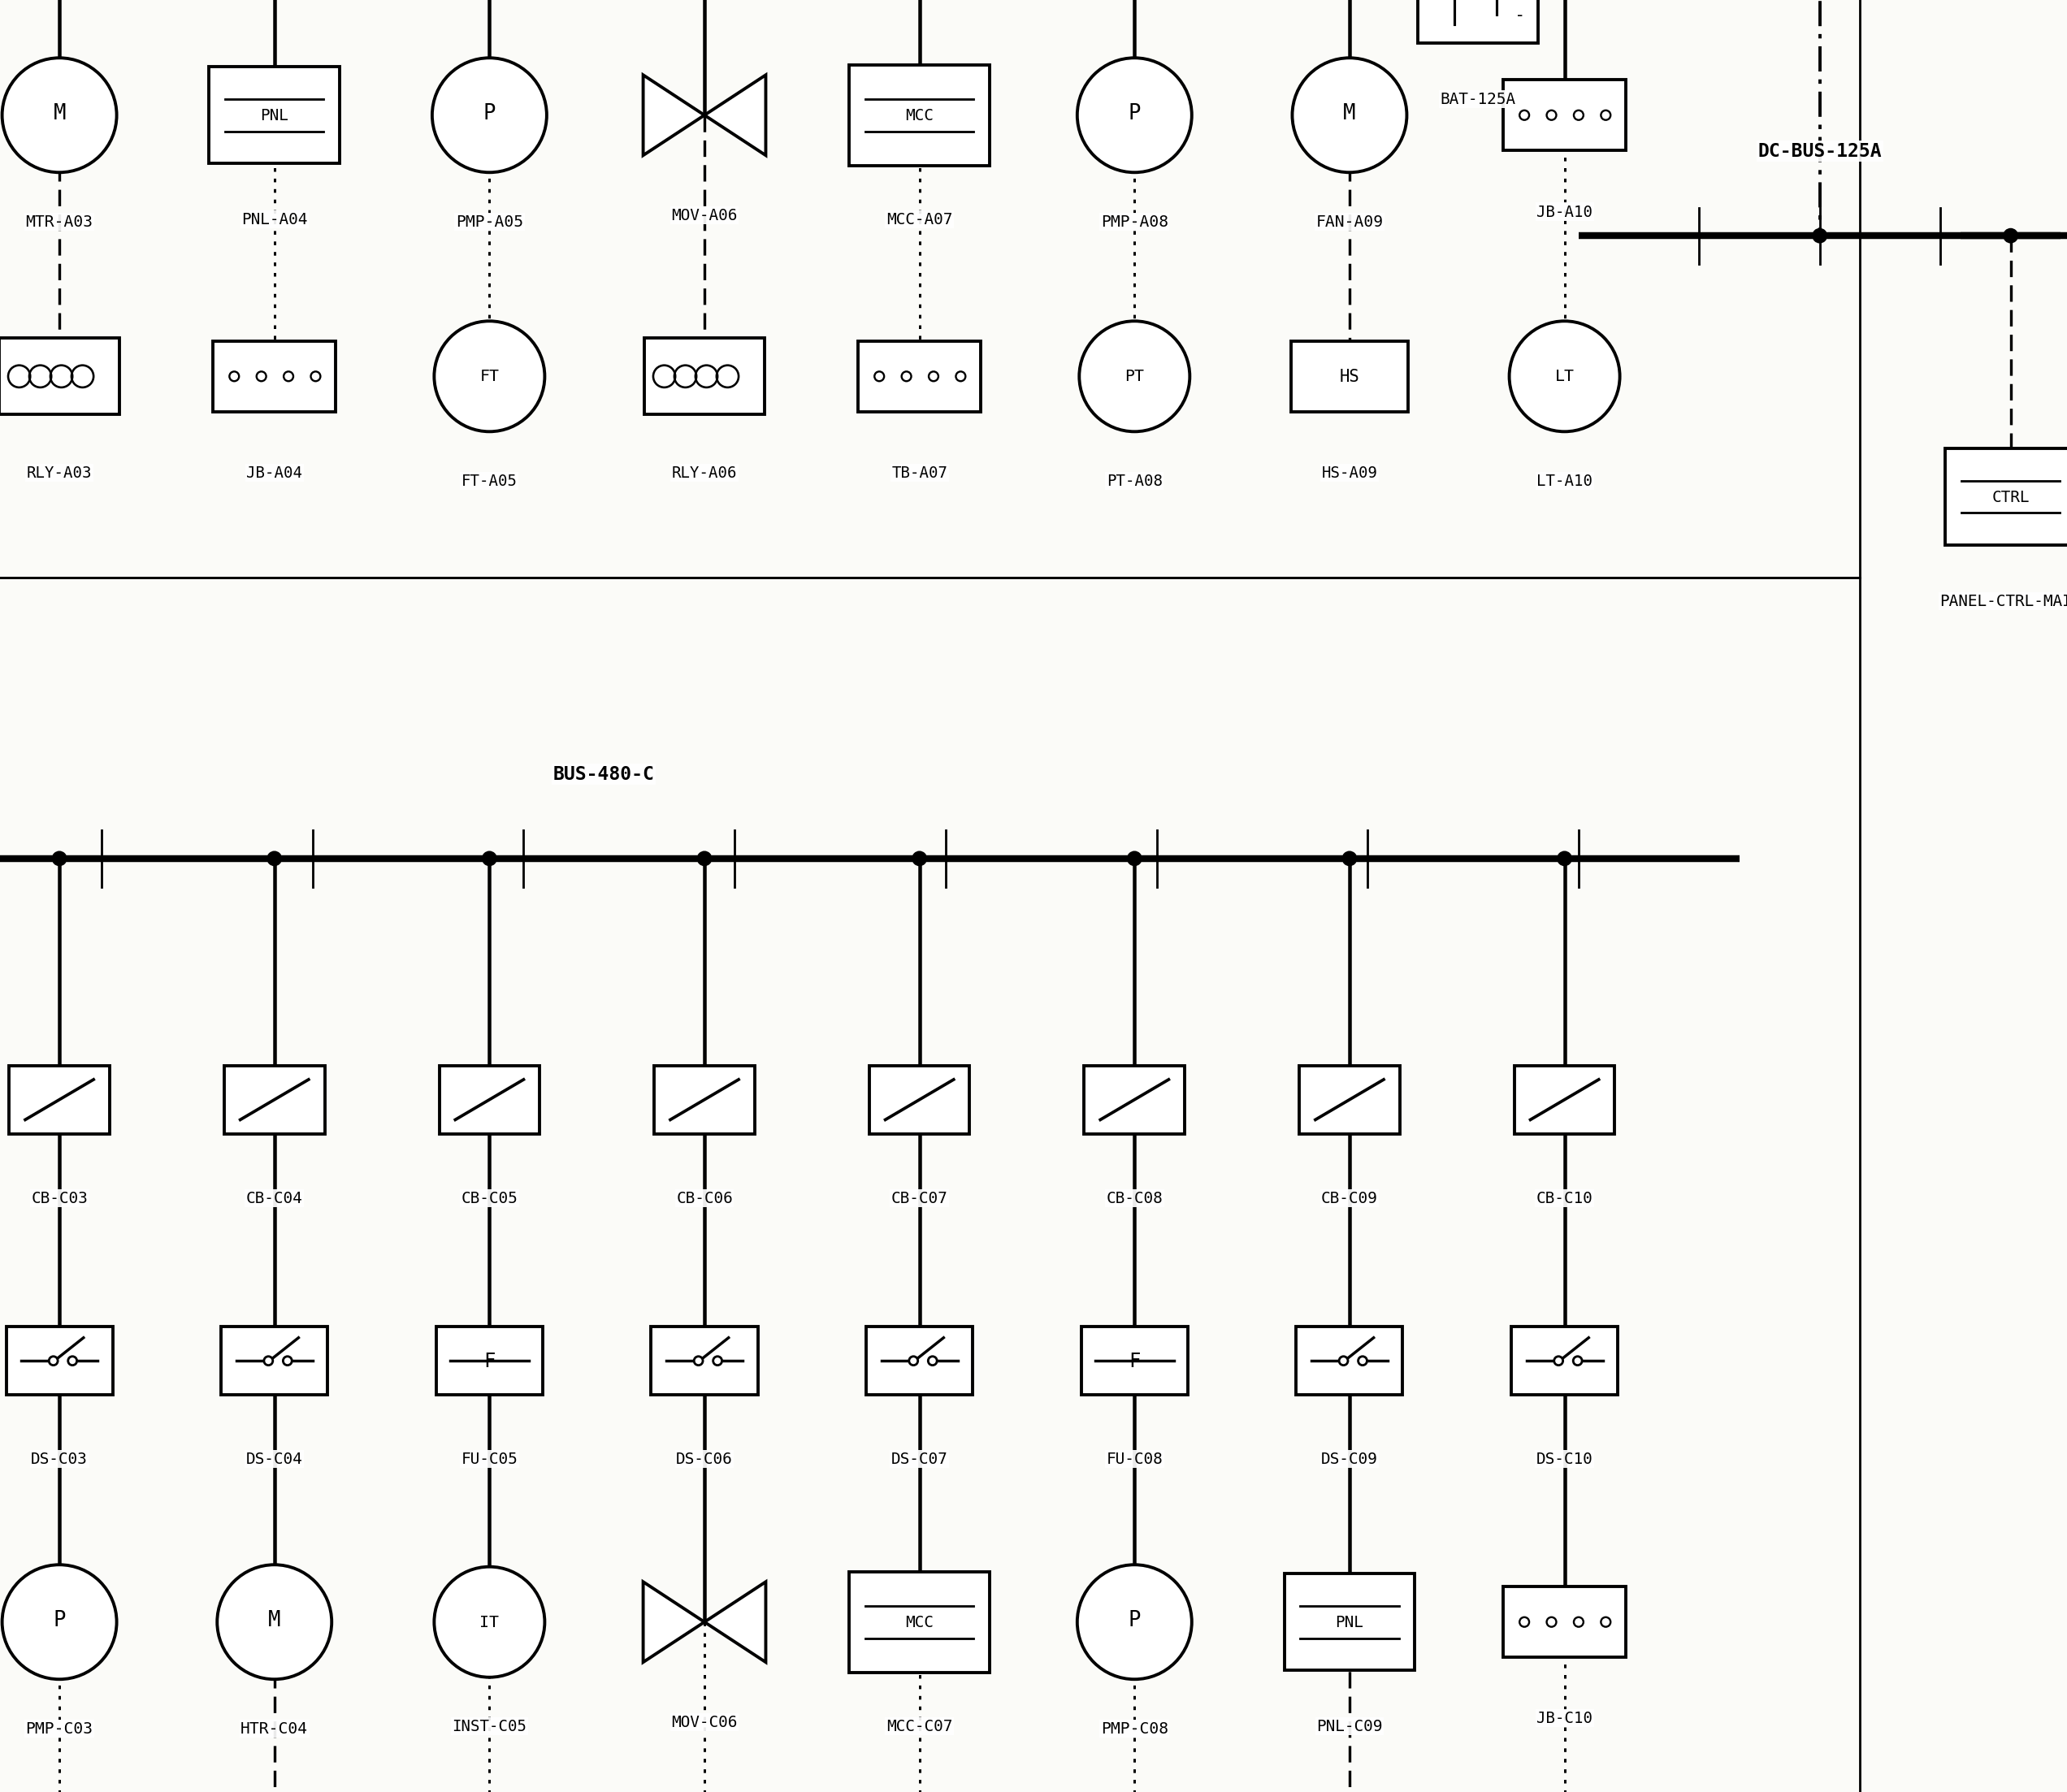 -
M
PNL
P
MCC
P
M
BAT-125A
DC-BUS-125A
MTR-A03
PNL-A04
PMP-A05
MOV-A06
MCC-A07
PMP-A08
FAN-A09
JB-A10
FT
PT
HS
LT
RLY-A03
JB-A04
FT-A05
RLY-A06
TB-A07
PT-A08
HS-A09
LT-A10
CTRL
PANEL-CTRL-MAI
BUS-480-C
CB-C03
CB-C04
CB-C05
CB-C06
CB-C07
CB-C08
CB-C09
CB-C10
F
F
DS-C03
DS-C04
FU-C05
DS-C06
DS-C07
FU-C08
DS-C09
DS-C10
P
M
IT
MCC
P
PNL
PMP-C03
HTR-C04
INST-C05
MOV-C06
MCC-C07
PMP-C08
PNL-C09
JB-C10